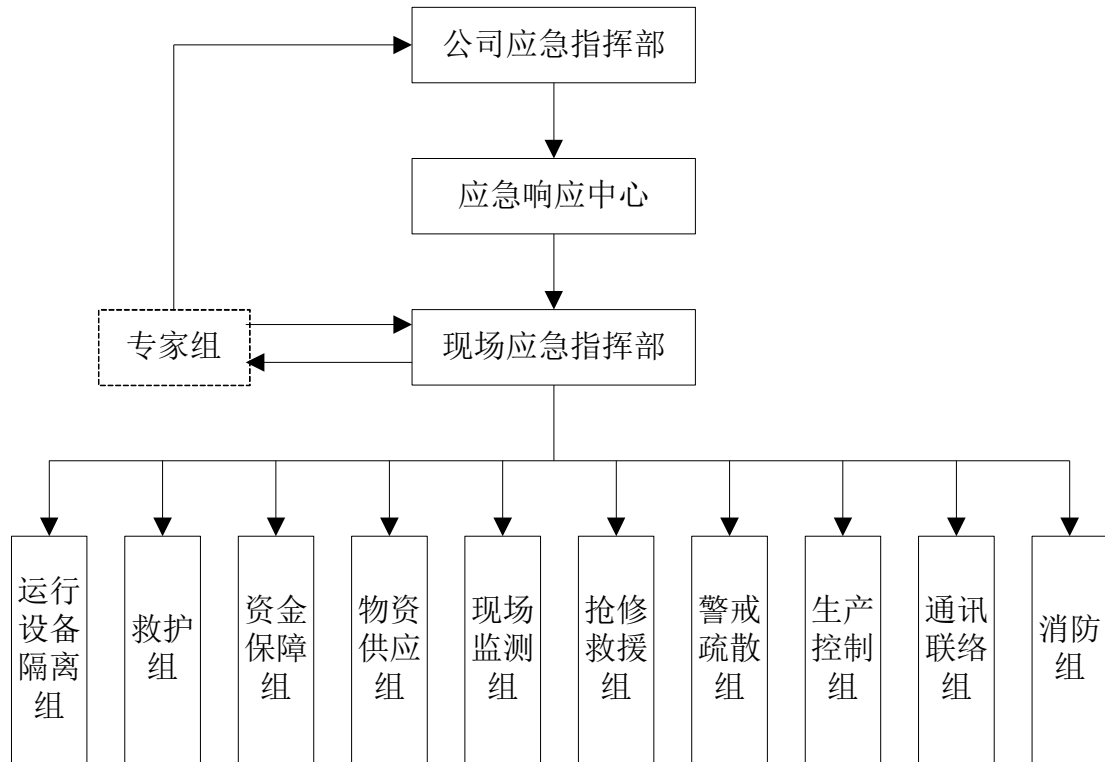 公司应急指挥部
应急响应中心
专家组
现场应急指挥部
运行
设备
隔离
组
救护
组
资金
保障
组
物资
供应
组
现场
监测
组
抢修
救援
组
警戒
疏散
组
生产
控制
组
通讯
联络
组
消防
组